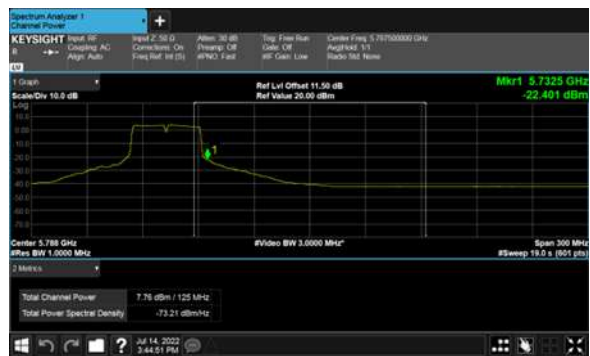 Spectrum Analyzer 1
Channel Power
KEYSIGHT Input: RF
Coupling: AC
Align: Auto
Input Z: 50 Ω
Corrections: On
Freq Ref: Int (S)
Atten: 30 dB
Preamp: Off
#PNO: Fast
Trig: Free Run
Gate: Off
#IF Gain: Low
Center Freq: 5.787500000 GHz
Avg|Hold: 1/1
Radio Std: None
1 Graph
Scale/Div 10.0 dB
Ref Lvl Offset 11.50 dB
Ref Value 20.00 dBm
Mkr1 5.7325 GHz
-22.401 dBm
Log
10.0
0.00
-10.0
-20.0
-30.0
-40.0
-50.0
-60.0
-70.0
1
Center 5.788 GHz
#Res BW 1.0000 MHz
#Video BW 3.0000 MHz*
Span 300 MHz
#Sweep 19.0 s (601 pts)
2 Metrics
Total Channel Power 7.76 dBm / 125 MHz
Total Power Spectral Density -73.21 dBm/Hz
Jul 14, 2022
3:44:51 PM